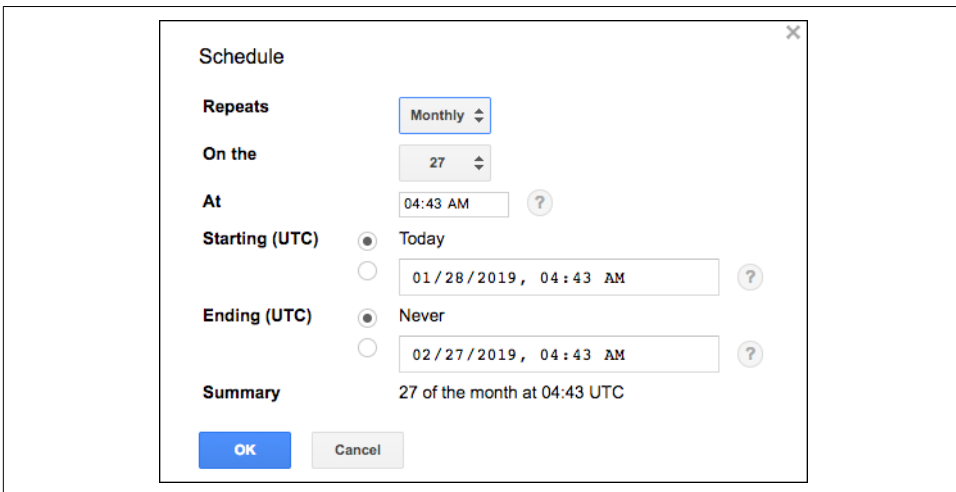 Schedule
Repeats Monthly
On the 27
At 04:43 AM ?
Starting (UTC) Today
01/28/2019, 04:43 AM ?
Ending (UTC) Never
02/27/2019, 04:43 AM ?
Summary 27 of the month at 04:43 UTC
OK Cancel